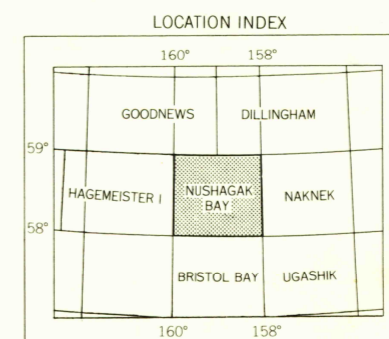 LOCATION INDEX
160° 158°
GOODNEWS DILLINGHAM
59°
HAGEMEISTER I NUSHAGAK BAY NAKNEK
58°
BRISTOL BAY UGASHIK
160° 158°